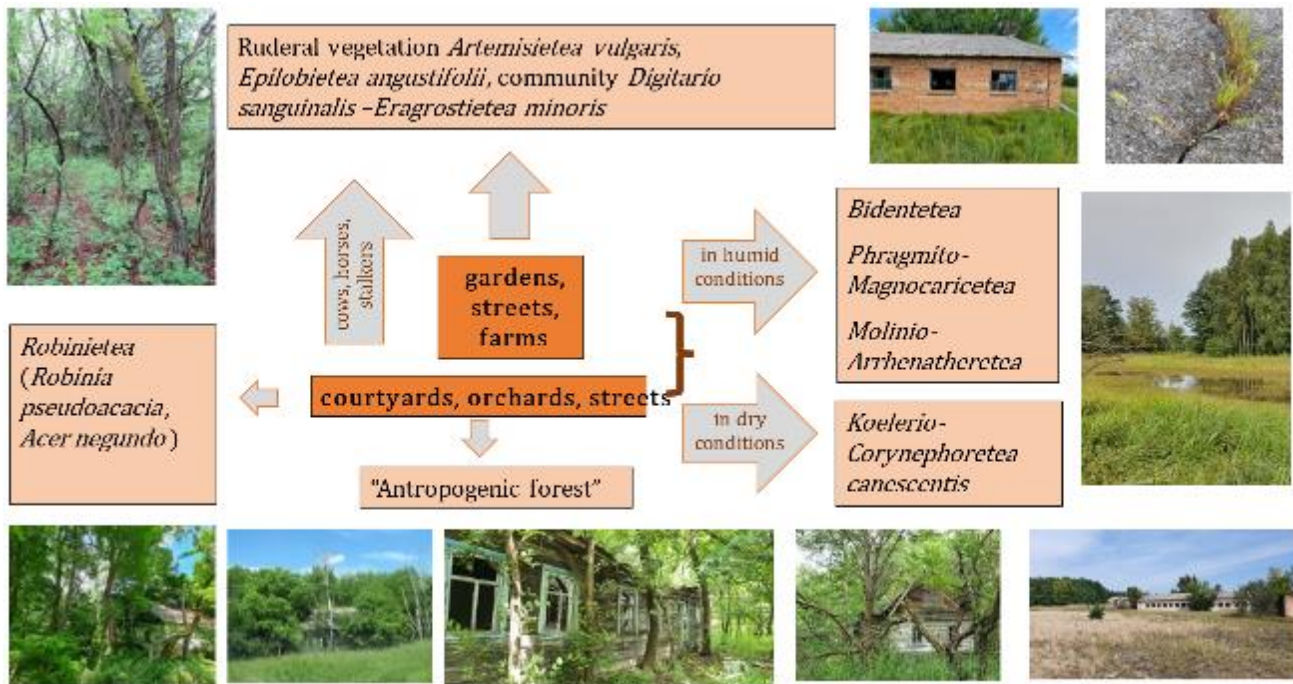 Ruderal vegetation Artemisietea vulgaris,
Epilobietea angustifolii, community Digitario
sanguinalis –Eragrostietea minoris
cows, horses,
stalkers
gardens,
streets,
farms
in humid
conditions
Bidentetea
Phragmito-
Magnocaricetea
Molinio-
Arrhenatheretea
Robinietea
(Robinia
pseudoacacia,
Acer negundo)
courtyards, orchards, streets
in dry
conditions
Koelerio-
Corynephoretea
canescentis
"Antropogenic forest"